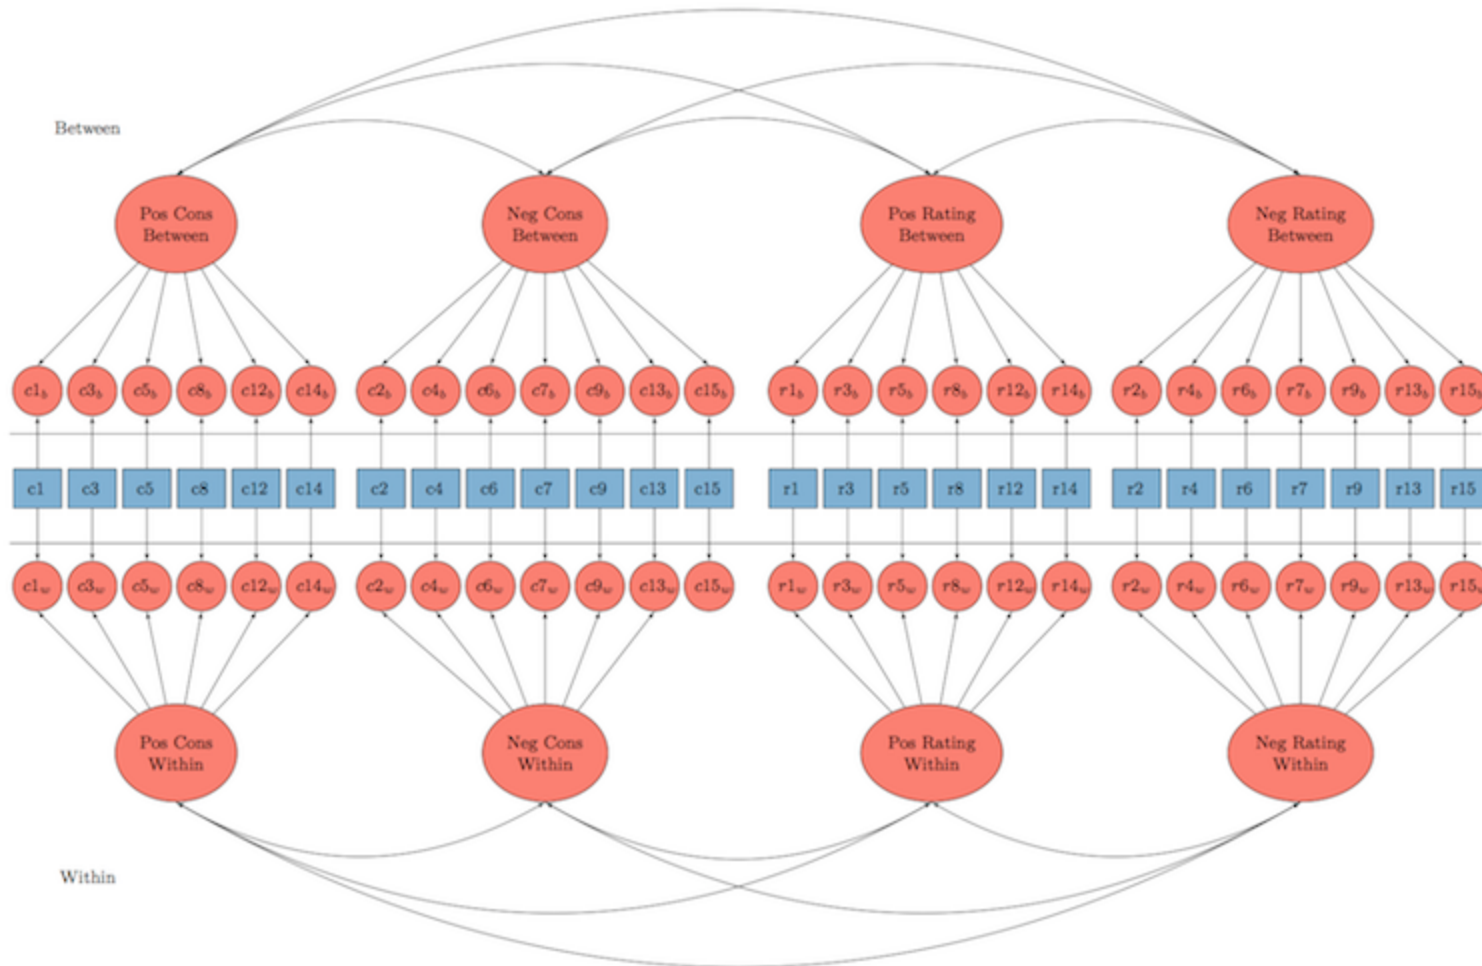 Between
Pos Cons
Between
Neg Cons
Between
Pos Rating
Between
Neg Rating
Between
c1b c3b c5b c8b c12b c14b c2b c4b c6b c7b c9b c13b c15b r1b r3b r5b r8b r12b r14b r2b r4b r6b r7b r9b r13b r15b
c1 c3 c5 c8 c12 c14 c2 c4 c6 c7 c9 c13 c15 r1 r3 r5 r8 r12 r14 r2 r4 r6 r7 r9 r13 r15
c1w c3w c5w c8w c12w c14w c2w c4w c6w c7w c9w c13w c15w r1w r3w r5w r8w r12w r14w r2w r4w r6w r7w r9w r13w r15w
Pos Cons
Within
Neg Cons
Within
Pos Rating
Within
Neg Rating
Within
Within